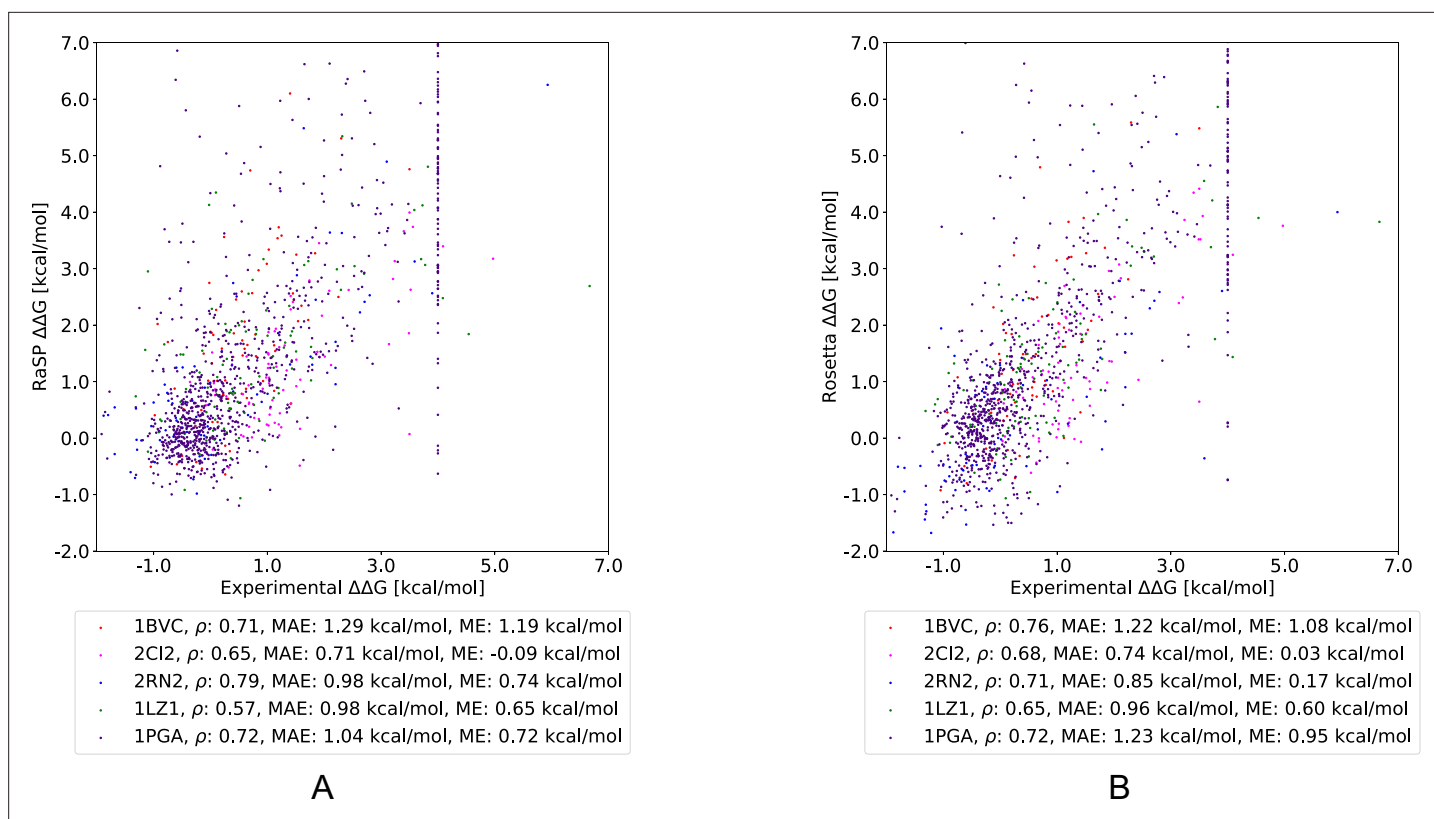 7.0
6.0
5.0
4.0
3.0
2.0
1.0
0.0
-1.0
-2.0
RaSP ΔΔG [kcal/mol]
-1.0 1.0 3.0 5.0 7.0
Experimental ΔΔG [kcal/mol]
1BVC, ρ: 0.71, MAE: 1.29 kcal/mol, ME: 1.19 kcal/mol
2CI2, ρ: 0.65, MAE: 0.71 kcal/mol, ME: -0.09 kcal/mol
2RN2, ρ: 0.79, MAE: 0.98 kcal/mol, ME: 0.74 kcal/mol
1LZ1, ρ: 0.57, MAE: 0.98 kcal/mol, ME: 0.65 kcal/mol
1PGA, ρ: 0.72, MAE: 1.04 kcal/mol, ME: 0.72 kcal/mol
A
7.0
6.0
5.0
4.0
3.0
2.0
1.0
0.0
-1.0
-2.0
Rosetta ΔΔG [kcal/mol]
-1.0 1.0 3.0 5.0 7.0
Experimental ΔΔG [kcal/mol]
1BVC, ρ: 0.76, MAE: 1.22 kcal/mol, ME: 1.08 kcal/mol
2CI2, ρ: 0.68, MAE: 0.74 kcal/mol, ME: 0.03 kcal/mol
2RN2, ρ: 0.71, MAE: 0.85 kcal/mol, ME: 0.17 kcal/mol
1LZ1, ρ: 0.65, MAE: 0.96 kcal/mol, ME: 0.60 kcal/mol
1PGA, ρ: 0.72, MAE: 1.23 kcal/mol, ME: 0.95 kcal/mol
B